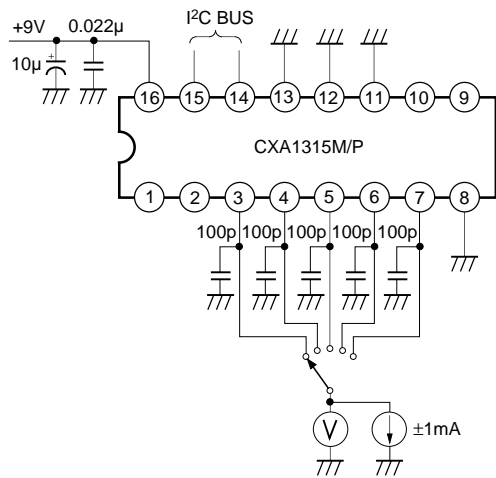 I²C BUS
+9V 0.022μ
10μ +
16 15 14 13 12 11 10 9
CXA1315M/P
1 2 3 4 5 6 7 8
100p 100p 100p 100p 100p
V ±1mA